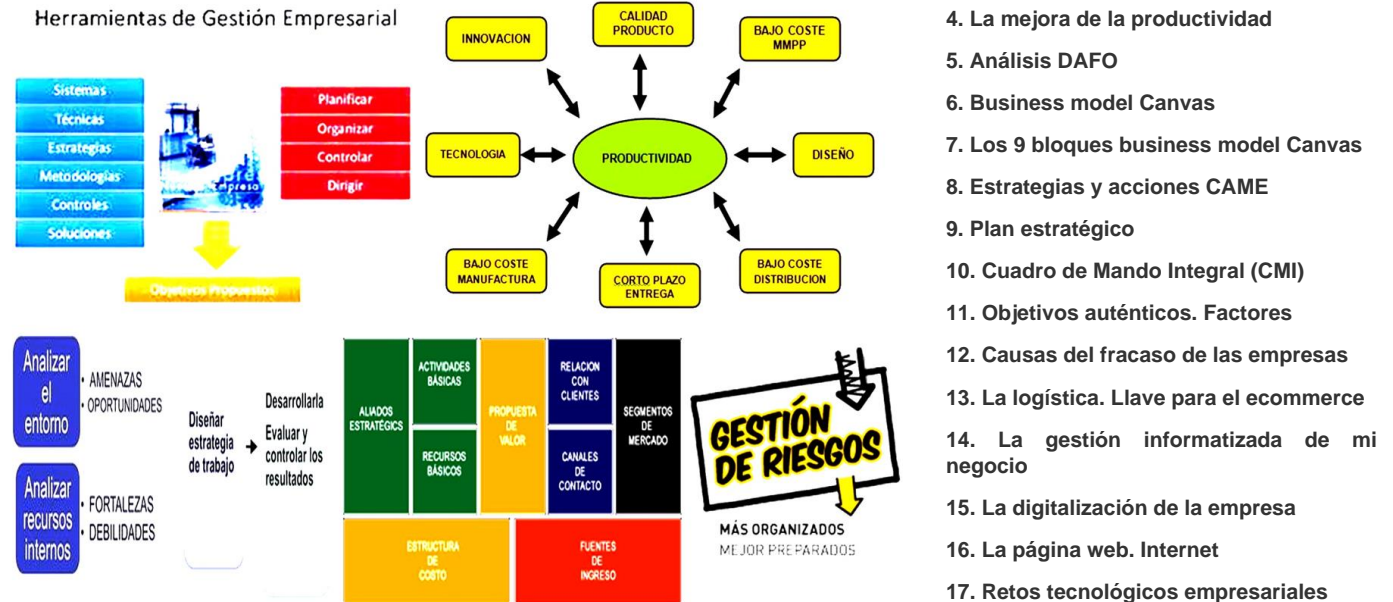 Herramientas de Gestión Empresarial
Sistemas
Técnicas
Estrategias
Metodologías
Controles
Soluciones
Empresa
Planificar
Organizar
Controlar
Dirigir
Objetivos Propuestos
INNOVACION
CALIDAD
PRODUCTO
BAJO COSTE
MMPP
TECNOLOGIA
PRODUCTIVIDAD
DISEÑO
BAJO COSTE
MANUFACTURA
CORTO PLAZO
ENTREGA
BAJO COSTE
DISTRIBUCION
Analizar
el
entorno
• AMENAZAS
• OPORTUNIDADES
Analizar
recursos
internos
• FORTALEZAS
• DEBILIDADES
Diseñar
estrategia
de trabajo
Desarrollarla
Evaluar y
controlar los
resultados
ALIADOS
ESTRATÉGICS
ACTIVIDADES
BÁSICAS
RECURSOS
BÁSICOS
PROPUESTA
DE
VALOR
RELACION
CON
CLIENTES
CANALES
DE
CONTACTO
SEGMENTOS
DE
MERCADO
ESTRUCTURA
DE
COSTO
FUENTES
DE
INGRESO
GESTIÓN
DE RIESGOS
MÁS ORGANIZADOS
MEJOR PREPARADOS
4. La mejora de la productividad
5. Análisis DAFO
6. Business model Canvas
7. Los 9 bloques business model Canvas
8. Estrategias y acciones CAME
9. Plan estratégico
10. Cuadro de Mando Integral (CMI)
11. Objetivos auténticos. Factores
12. Causas del fracaso de las empresas
13. La logística. Llave para el ecommerce
14. La gestión informatizada de mi
negocio
15. La digitalización de la empresa
16. La página web. Internet
17. Retos tecnológicos empresariales